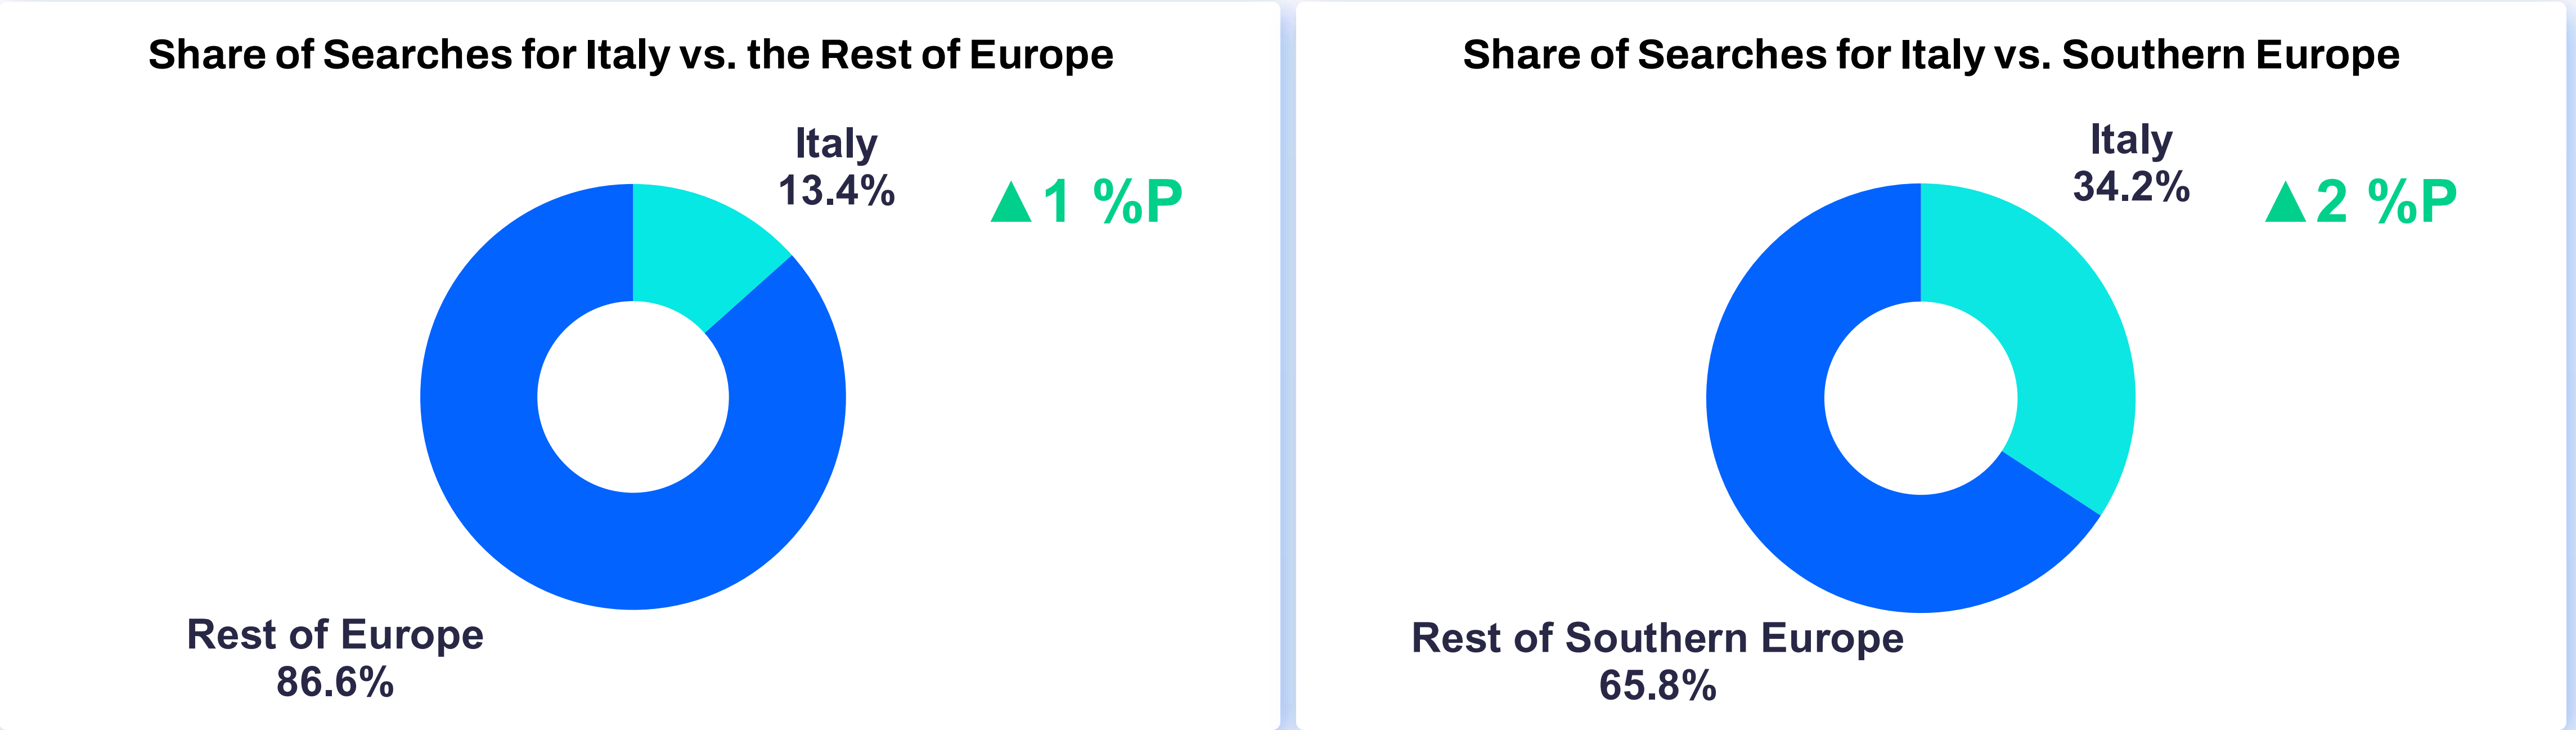 Share of Searches for Italy vs. the Rest of Europe
Italy
13.4%
▲1 %P
Rest of Europe
86.6%
Share of Searches for Italy vs. Southern Europe
Italy
34.2%
▲2 %P
Rest of Southern Europe
65.8%